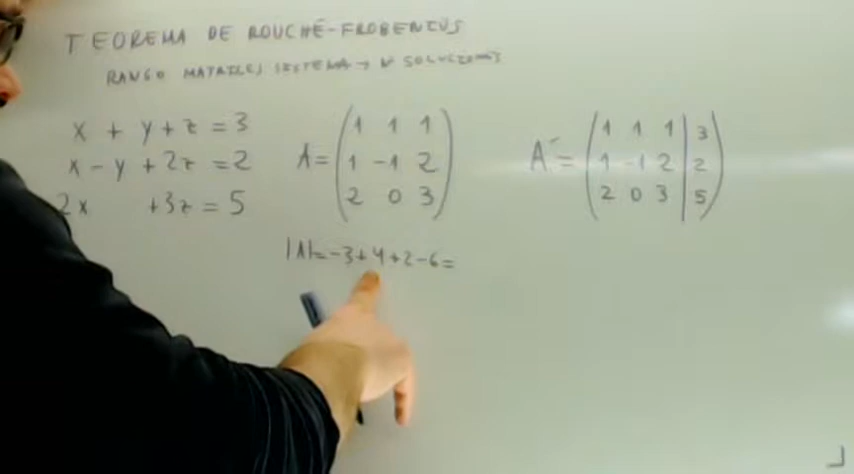 TEOREMA DE ROUCHÉ-FROBENIUS
RANGO MATRICES SISTEMA → Nº SOLUCIONES
x + y + z = 3
x - y + 2z = 2
2x +3z = 5
A = ( 1 1 1
1 -1 2
2 0 3 )
A´ = ( 1 1 1 | 3
1 -1 2 | 2
2 0 3 | 5 )
|A|= -3+4+2-6=